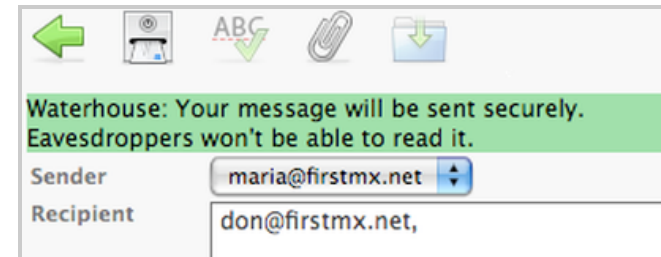 ABC
Waterhouse: Your message will be sent securely.
Eavesdroppers won't be able to read it.
Sender maria@firstmx.net
Recipient don@firstmx.net,